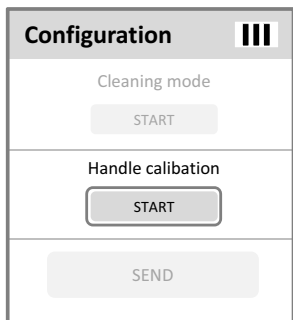 Configuration
Cleaning mode
START
Handle calibation
START
SEND